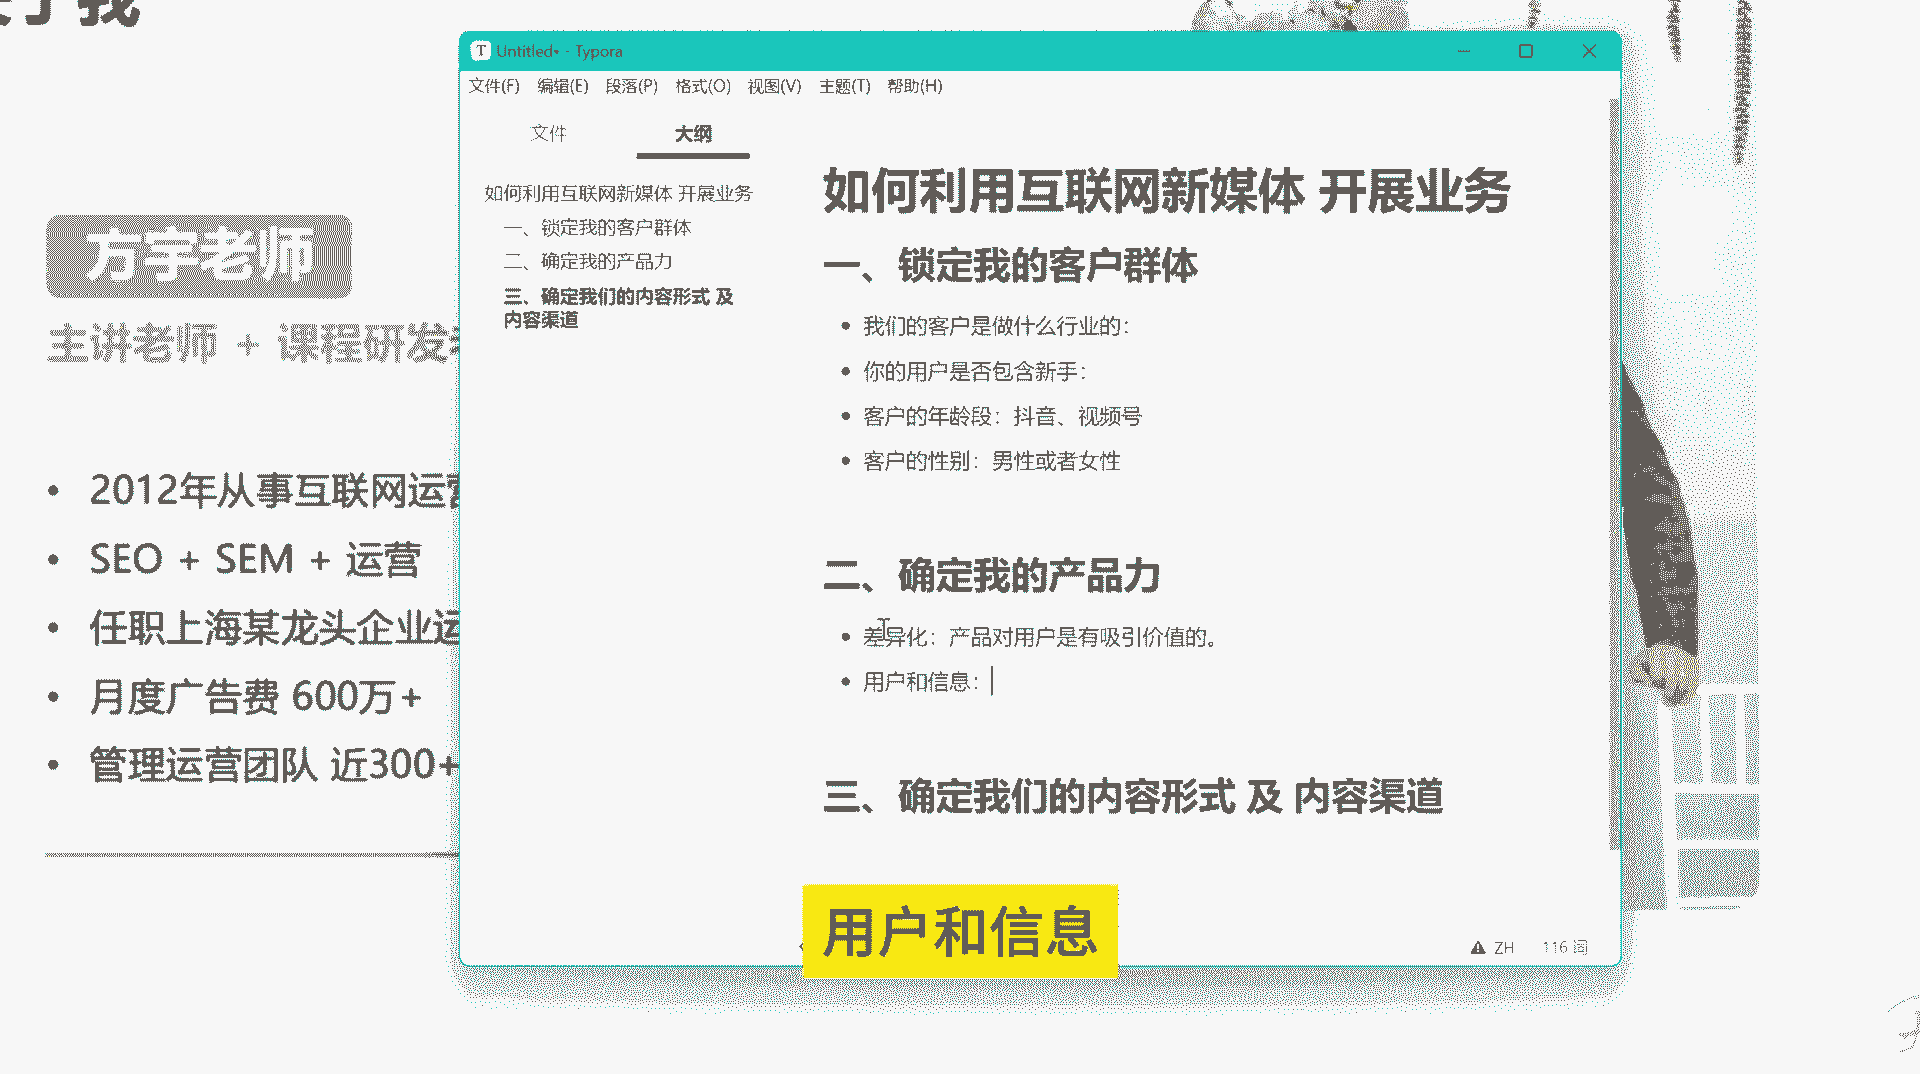 我
方宇老师
主讲老师 + 课程研发
• 2012年从事互联网运营
• SEO + SEM + 运营
• 任职上海某龙头企业运
• 月度广告费 600万+
• 管理运营团队 近300+
Untitled• - Typora
文件(F) 编辑(E) 段落(P) 格式(O) 视图(V) 主题(T) 帮助(H)
文件 大纲
如何利用互联网新媒体 开展业务
一、锁定我的客户群体
二、确定我的产品力
三、确定我们的内容形式 及
内容渠道
如何利用互联网新媒体 开展业务
一、锁定我的客户群体
• 我们的客户是做什么行业的：
• 你的用户是否包含新手：
• 客户的年龄段：抖音、视频号
• 客户的性别：男性或者女性
二、确定我的产品力
• 差异化：产品对用户是有吸引价值的。
• 用户和信息：
三、确定我们的内容形式 及 内容渠道
用户和信息
ZH 116 词